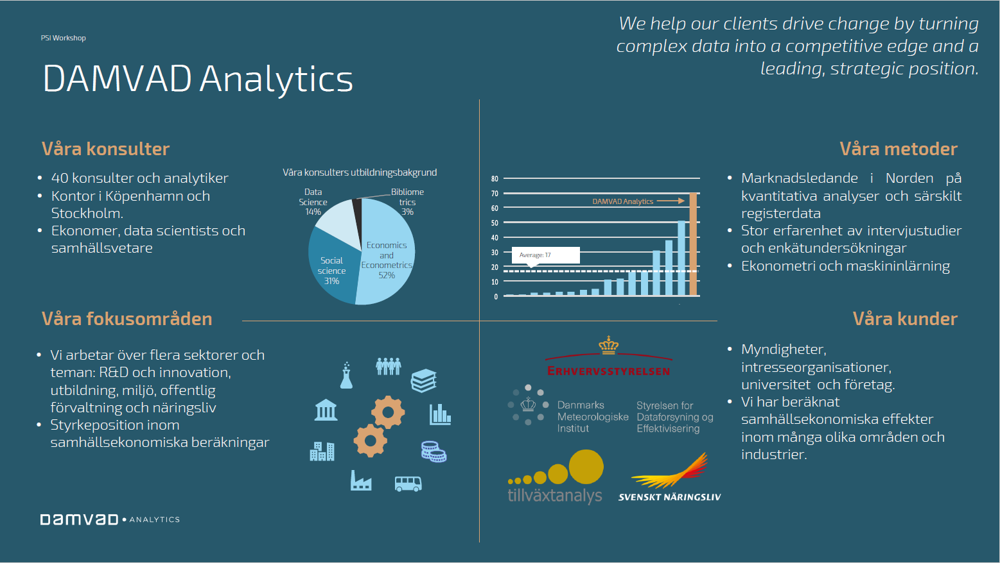 PSI Workshop
We help our clients drive change by turning
complex data into a competitive edge and a
leading, strategic position.
DAMVAD Analytics
Våra konsulter
• 40 konsulter och analytiker
• Kontor i Köpenhamn och
Stockholm.
• Ekonomer, data scientists och
samhällsvetare
Våra konsulters utbildningsbakgrund
Data
Science
14%
Bibliome
trics
3%
Economics
and
Econometrics
52%
Social
science
31%
80
70
60
50
40
30
20
10
0
DAMVAD Analytics
Average: 17
Våra metoder
• Marknadsledande i Norden på
kvantitativa analyser och särskilt
registerdata
• Stor erfarenhet av intervjustudier
och enkätundersökningar
• Ekonometri och maskininlärning
Våra fokusområden
• Vi arbetar över flera sektorer och
teman: R&D och innovation,
utbildning, miljö, offentlig
förvaltning och näringsliv
• Styrkeposition inom
samhällsekonomiska beräkningar
Våra kunder
• Myndigheter,
intresseorganisationer,
universitet och företag.
• Vi har beräknat
samhällsekonomiska effekter
inom många olika områden och
industrier.
ERHVERVSSTYRELSEN
Danmarks
Meteorologiske
Institut
Styrelsen for
Dataforsyning og
Effektivisering
tillväxtanalys
SVENSKT NÄRINGSLIV
DAMVAD • ANALYTICS